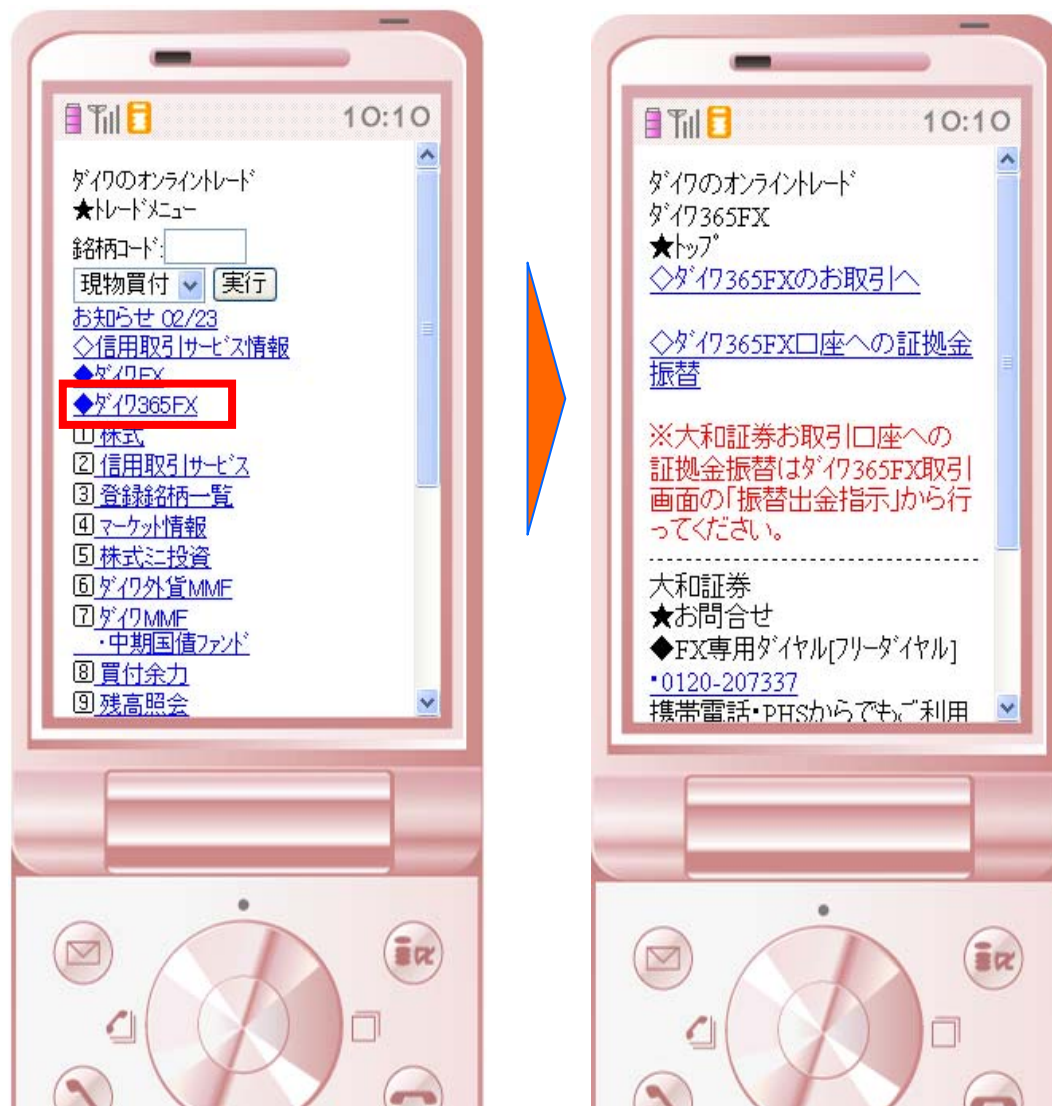 10:10
ﾀﾞｲﾜのｵﾝﾗｲﾝﾄﾚｰﾄﾞ
★ﾄﾚｰﾄﾞﾒﾆｭｰ
銘柄ｺｰﾄﾞ:
現物買付 実行
お知らせ 02/23
◇信用取引ｻｰﾋﾞｽ情報
◆ﾀﾞｲﾜFX
◆ﾀﾞｲﾜ365FX
1 株式
2 信用取引ｻｰﾋﾞｽ
3 登録銘柄一覧
4 ﾏｰｹｯﾄ情報
5 株式ﾐﾆ投資
6 ﾀﾞｲﾜ外貨MMF
7 ﾀﾞｲﾜMMF
・中期国債ﾌｧﾝﾄﾞ
8 買付余力
9 残高照会
10:10
ﾀﾞｲﾜのｵﾝﾗｲﾝﾄﾚｰﾄﾞ
ﾀﾞｲﾜ365FX
★ﾄｯﾌﾟ
◇ﾀﾞｲﾜ365FXのお取引へ
◇ﾀﾞｲﾜ365FX口座への証拠金
振替
※大和証券お取引口座への
証拠金振替はﾀﾞｲﾜ365FX取引
画面の｢振替出金指示｣から行
ってください。
大和証券
★お問合せ
◆FX専用ﾀﾞｲﾔﾙ[ﾌﾘｰﾀﾞｲﾔﾙ]
･0120-207337
携帯電話･PHSからでもご利用